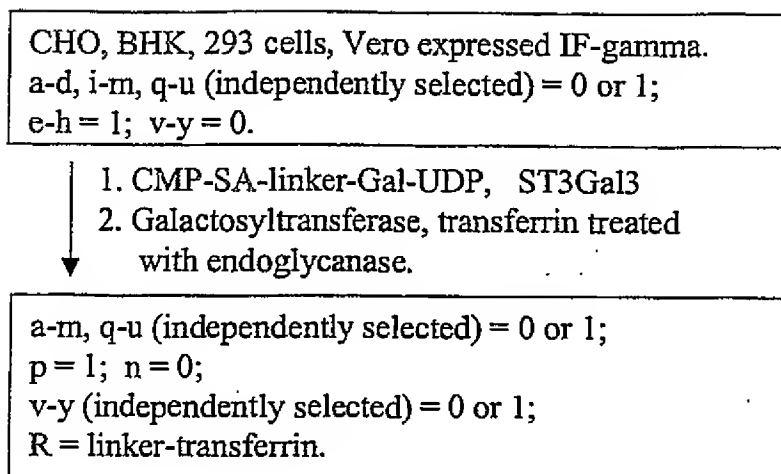 CHO, BHK, 293 cells, Vero expressed IF-gamma.
a-d, i-m, q-u (independently selected) = 0 or 1;
e-h = 1; v-y = 0.
1. CMP-SA-linker-Gal-UDP, ST3Gal3
2. Galactosyltransferase, transferrin treated
with endoglycanase.
a-m, q-u (independently selected) = 0 or 1;
p = 1; n = 0;
v-y (independently selected) = 0 or 1;
R = linker-transferrin.